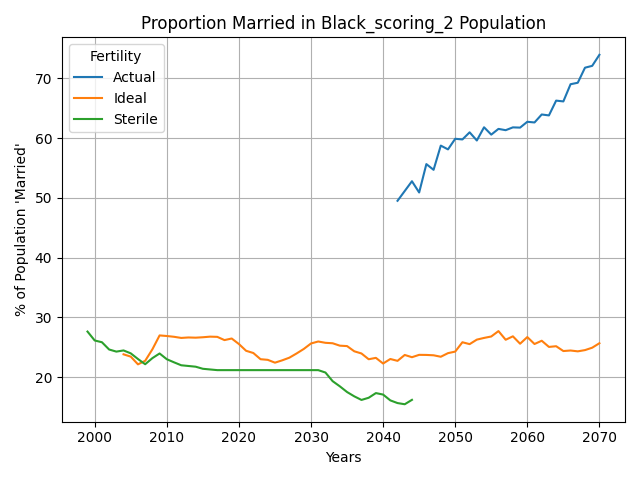 Proportion Married in Black_scoring_2 Population
Fertility
Actual
Ideal
Sterile
% of Population 'Married'
70
60
50
40
30
20
2000
2010
2020
2030
2040
2050
2060
2070
Years